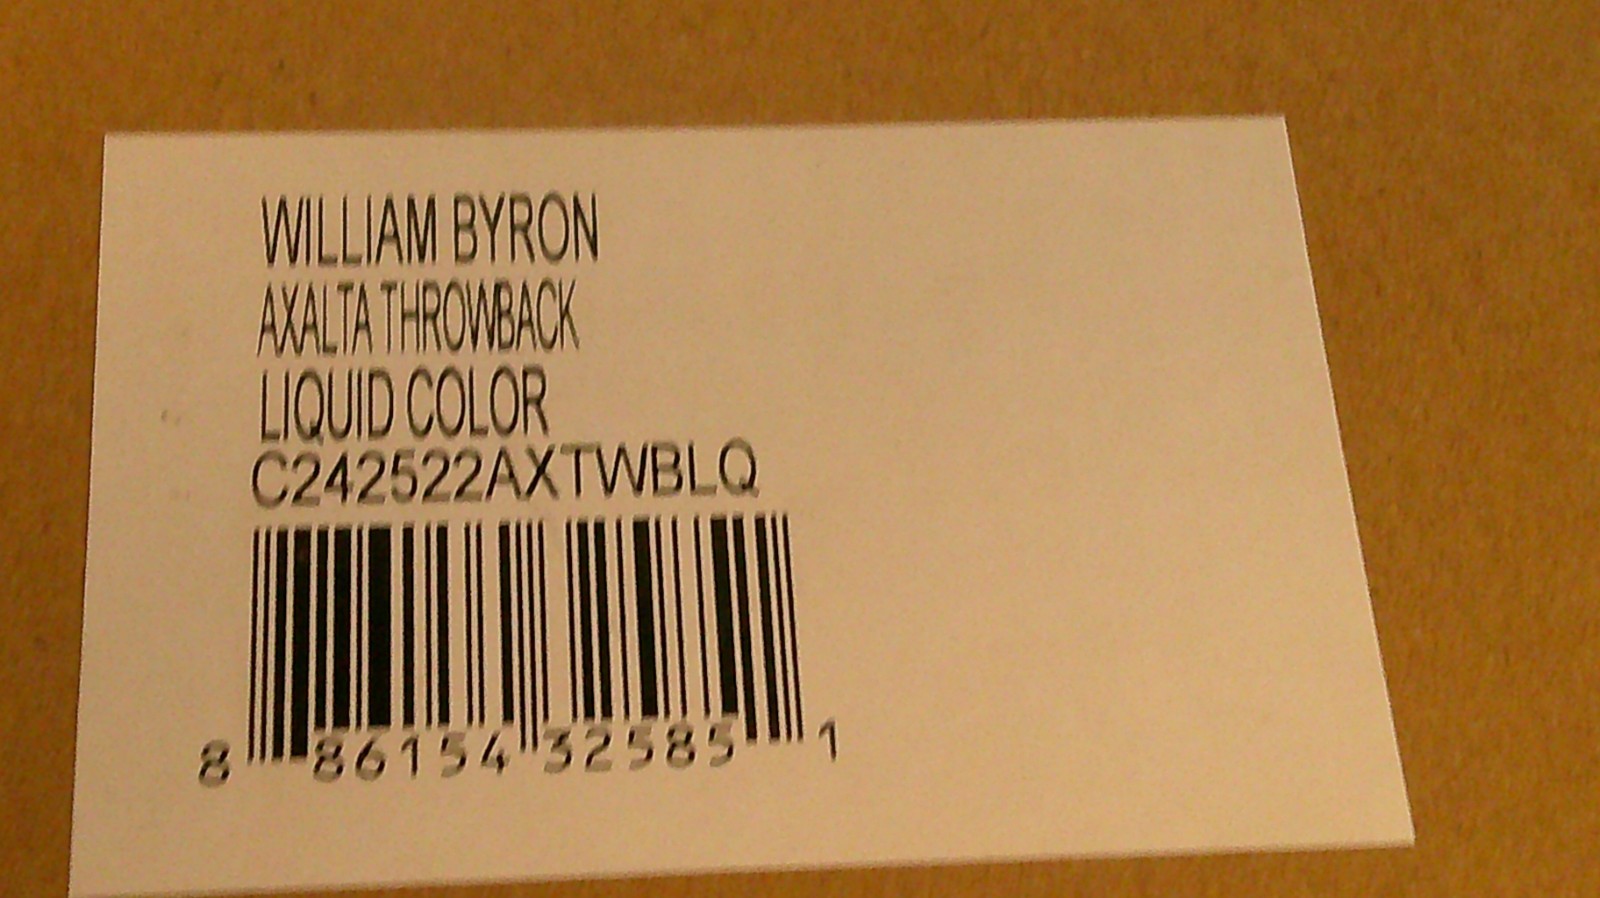 WILLIAM BYRON
AXALTA THROWBACK
LIQUID COLOR
C242522AXTWBLQ
8 86154 32585 1